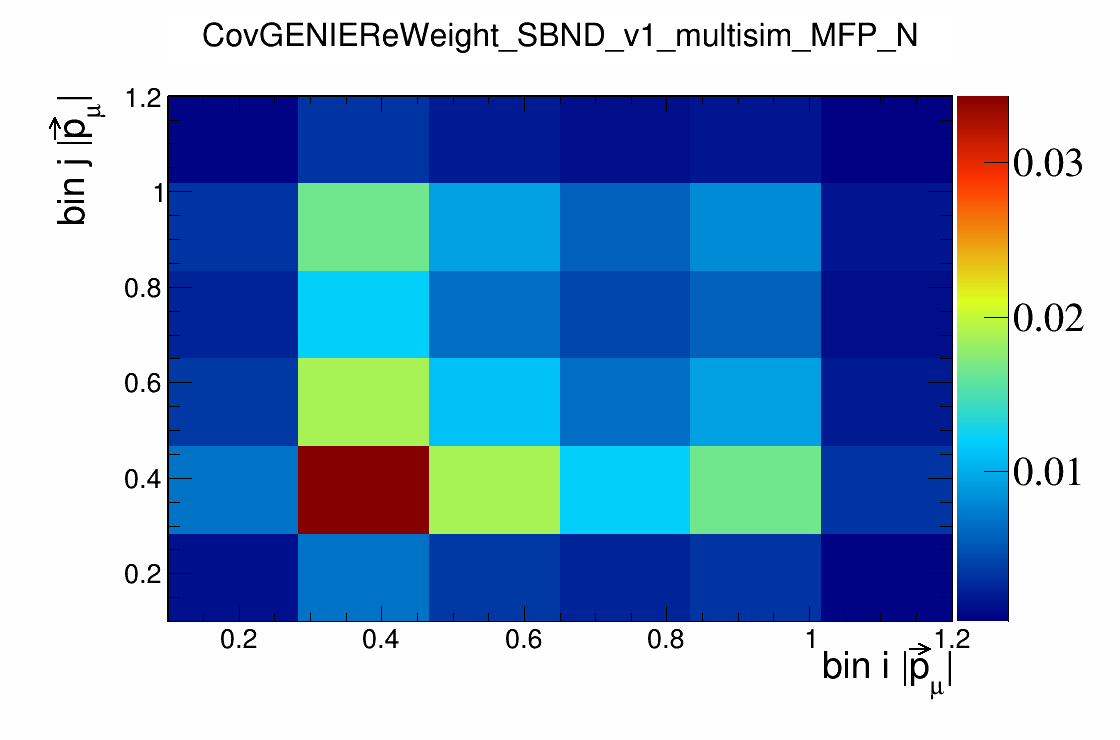 CovGENIEReWeight_SBND_v1_multisim_MFP_N
bin j |p⃗μ|
1.2
1
0.8
0.6
0.4
0.2
0.2 0.4 0.6 0.8 1 1.2
bin i |p⃗μ|
0.03
0.02
0.01